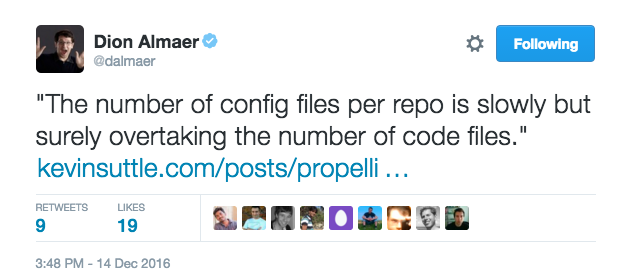 Dion Almaer
Following
@dalmaer
"The number of config files per repo is slowly but
surely overtaking the number of code files."
kevinsuttle.com/posts/propelli ...
RETWEETS LIKES
9 19
3:48 PM - 14 Dec 2016